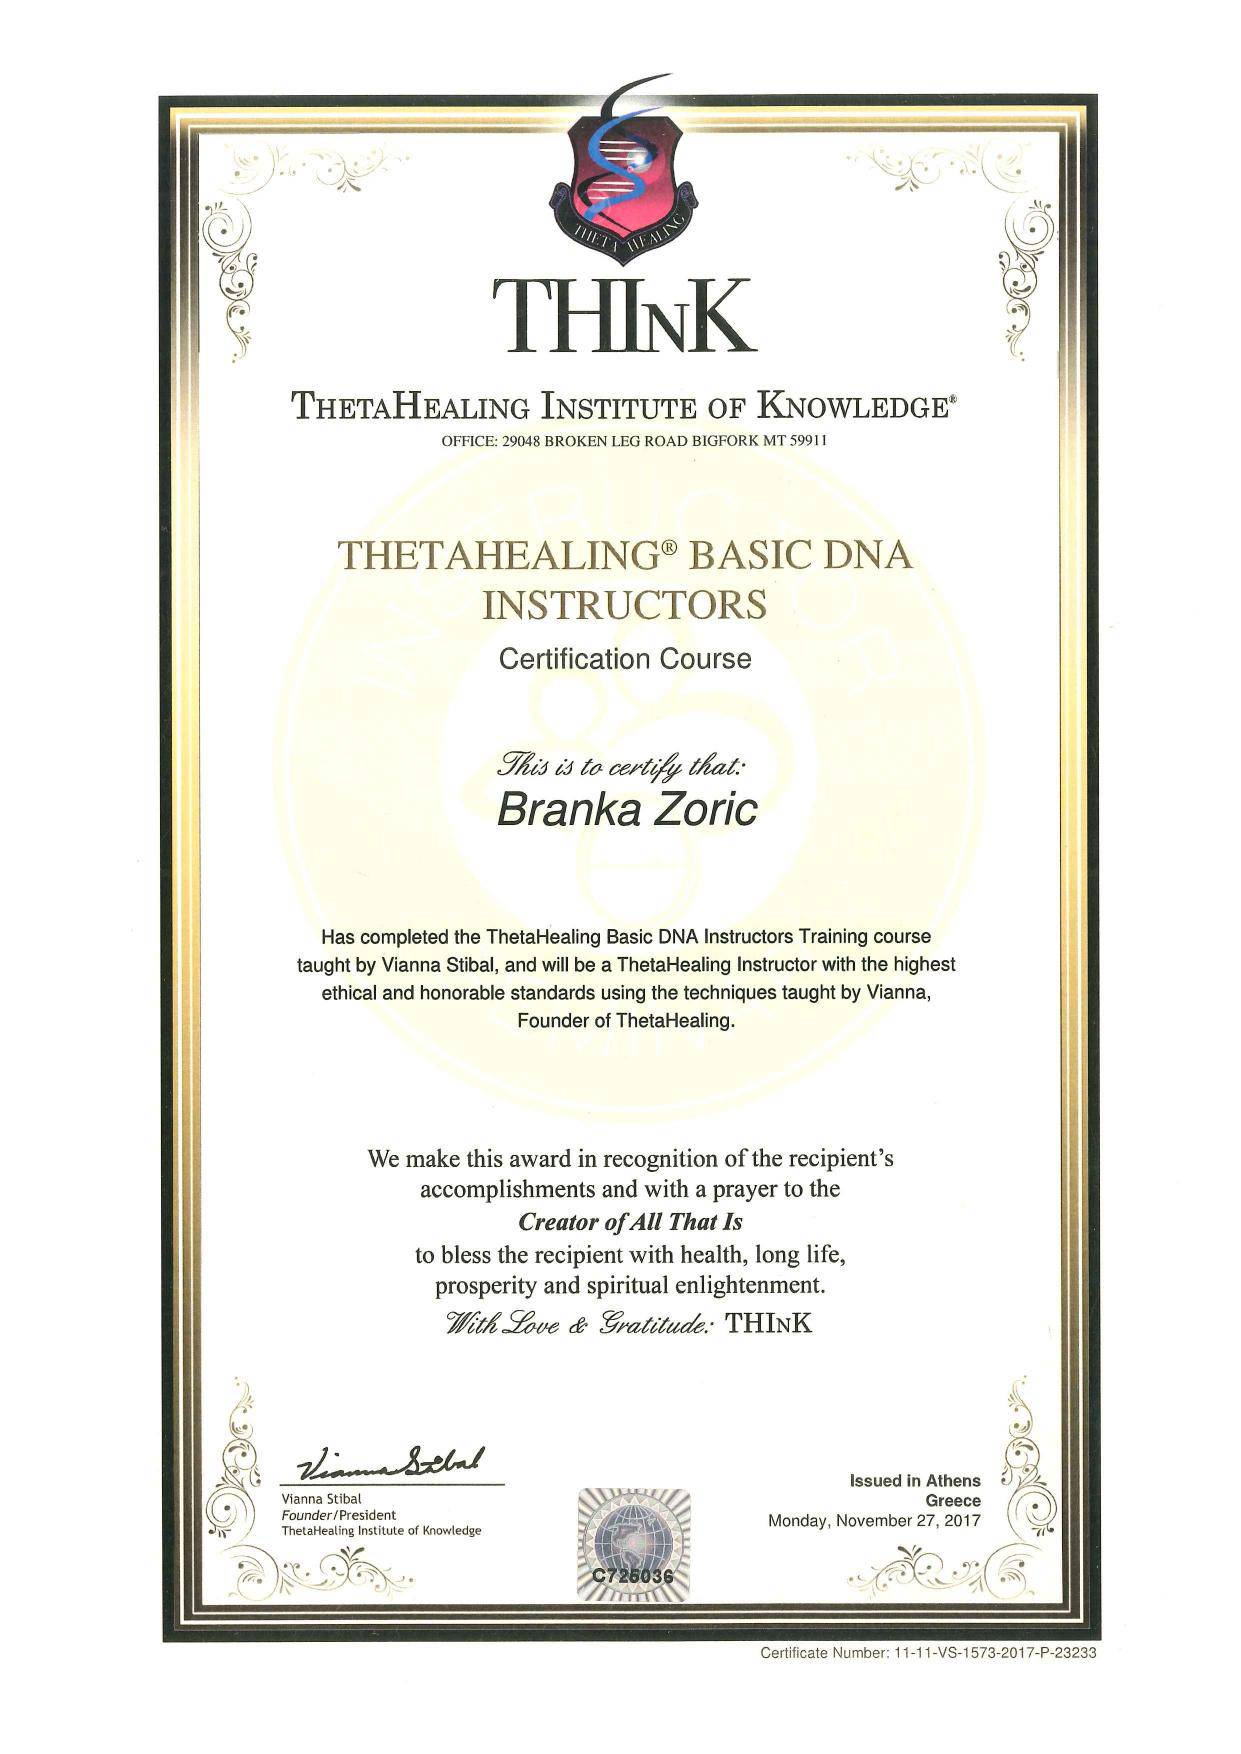 THETA HEALING
THINK
THETAHEALING INSTITUTE OF KNOWLEDGE®
OFFICE: 29048 BROKEN LEG ROAD BIGFORK MT 59911
INSTRUCTOR
THETAHEALING® BASIC DNA
INSTRUCTORS
Certification Course
This is to certify that:
Branka Zoric
Has completed the ThetaHealing Basic DNA Instructors Training course
taught by Vianna Stibal, and will be a ThetaHealing Instructor with the highest
ethical and honorable standards using the techniques taught by Vianna,
Founder of ThetaHealing.
We make this award in recognition of the recipient's
accomplishments and with a prayer to the
Creator of All That Is
to bless the recipient with health, long life,
prosperity and spiritual enlightenment.
With Love & Gratitude: THINK
Vianna Stibal
Vianna Stibal
Founder/President
ThetaHealing Institute of Knowledge
C725036
Issued in Athens
Greece
Monday, November 27, 2017
Certificate Number: 11-11-VS-1573-2017-P-23233